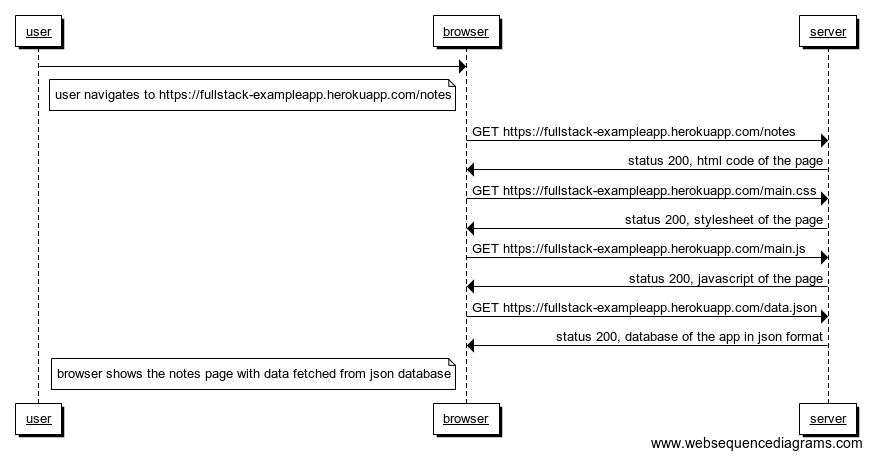 user browser server
user navigates to https://fullstack-exampleapp.herokuapp.com/notes
GET https://fullstack-exampleapp.herokuapp.com/notes
status 200, html code of the page
GET https://fullstack-exampleapp.herokuapp.com/main.css
status 200, stylesheet of the page
GET https://fullstack-exampleapp.herokuapp.com/main.js
status 200, javascript of the page
GET https://fullstack-exampleapp.herokuapp.com/data.json
status 200, database of the app in json format
browser shows the notes page with data fetched from json database
user browser server
www.websequencediagrams.com